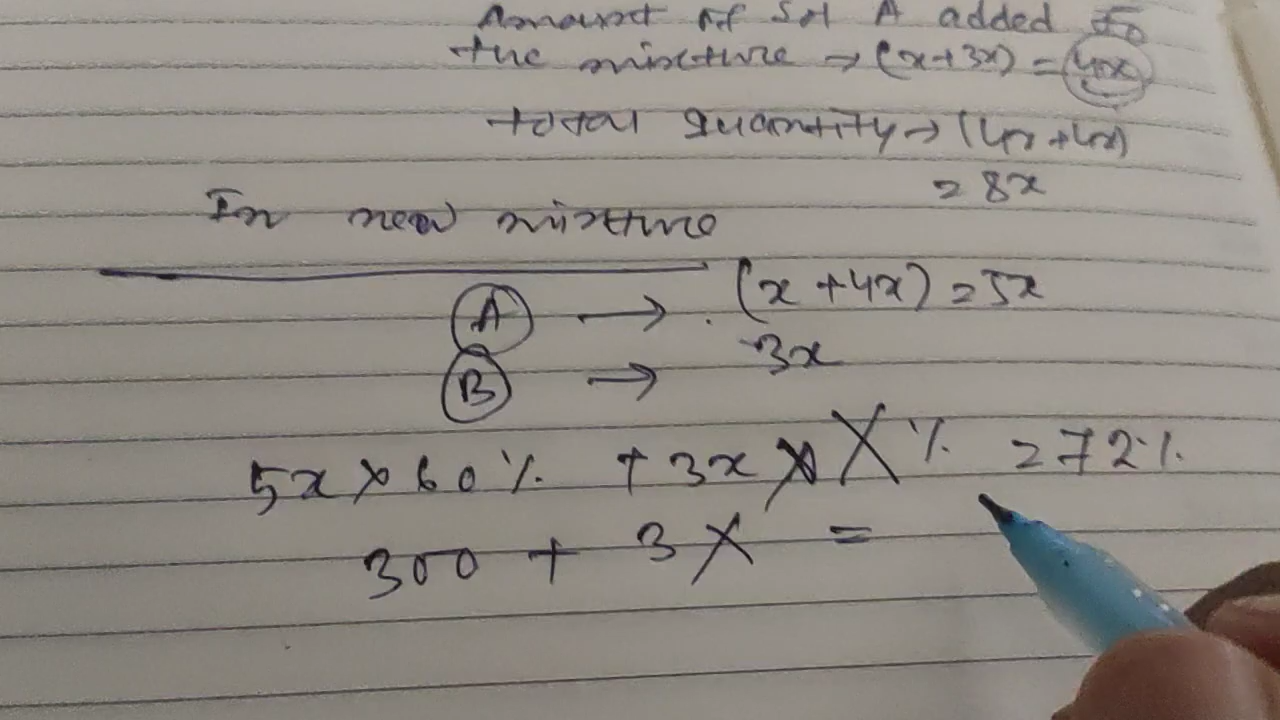 Amount of Sol A added to
the mixture → (x+3x) = 4x
total quantity → (4x+4x)
= 8x
In new mixture
A → (x +4x) = 5x
B → 3x
5x × 60% + 3x × X% = 72%
300 + 3X =